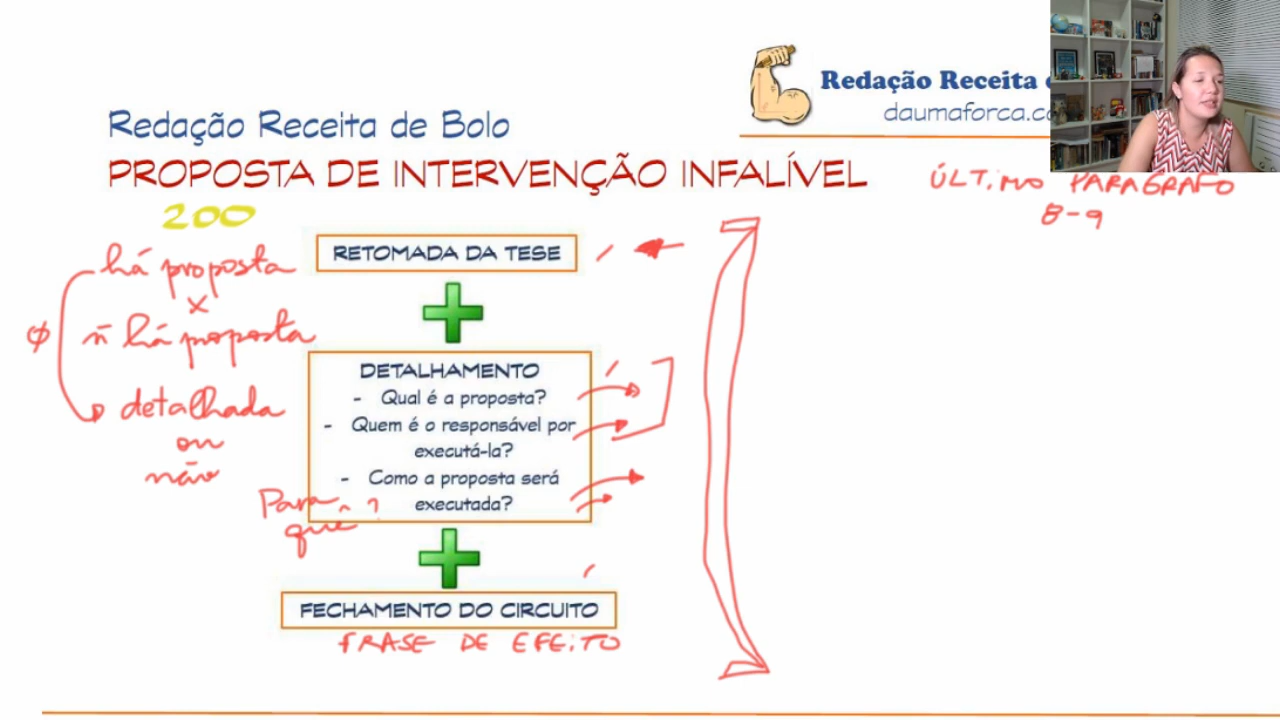 Redação Receita
daumaforca.co
Redação Receita de Bolo
PROPOSTA DE INTERVENÇÃO INFALÍVEL
ÚLTIMO PARÁGRAFO
8-9
200
há proposta
x
ñ há proposta
detalhada
ou
não
RETOMADA DA TESE
DETALHAMENTO
- Qual é a proposta?
- Quem é o responsável por
executá-la?
- Como a proposta será
executada?
Para
quê?
FECHAMENTO DO CIRCUITO
FRASE DE EFEITO